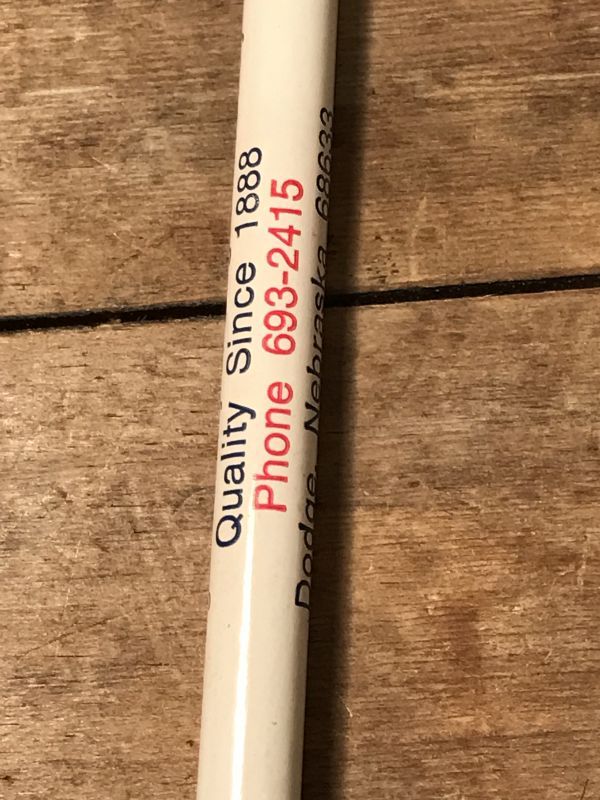 Quality Since 1888
Phone 693-2415
Dodge, Nebraska 68633